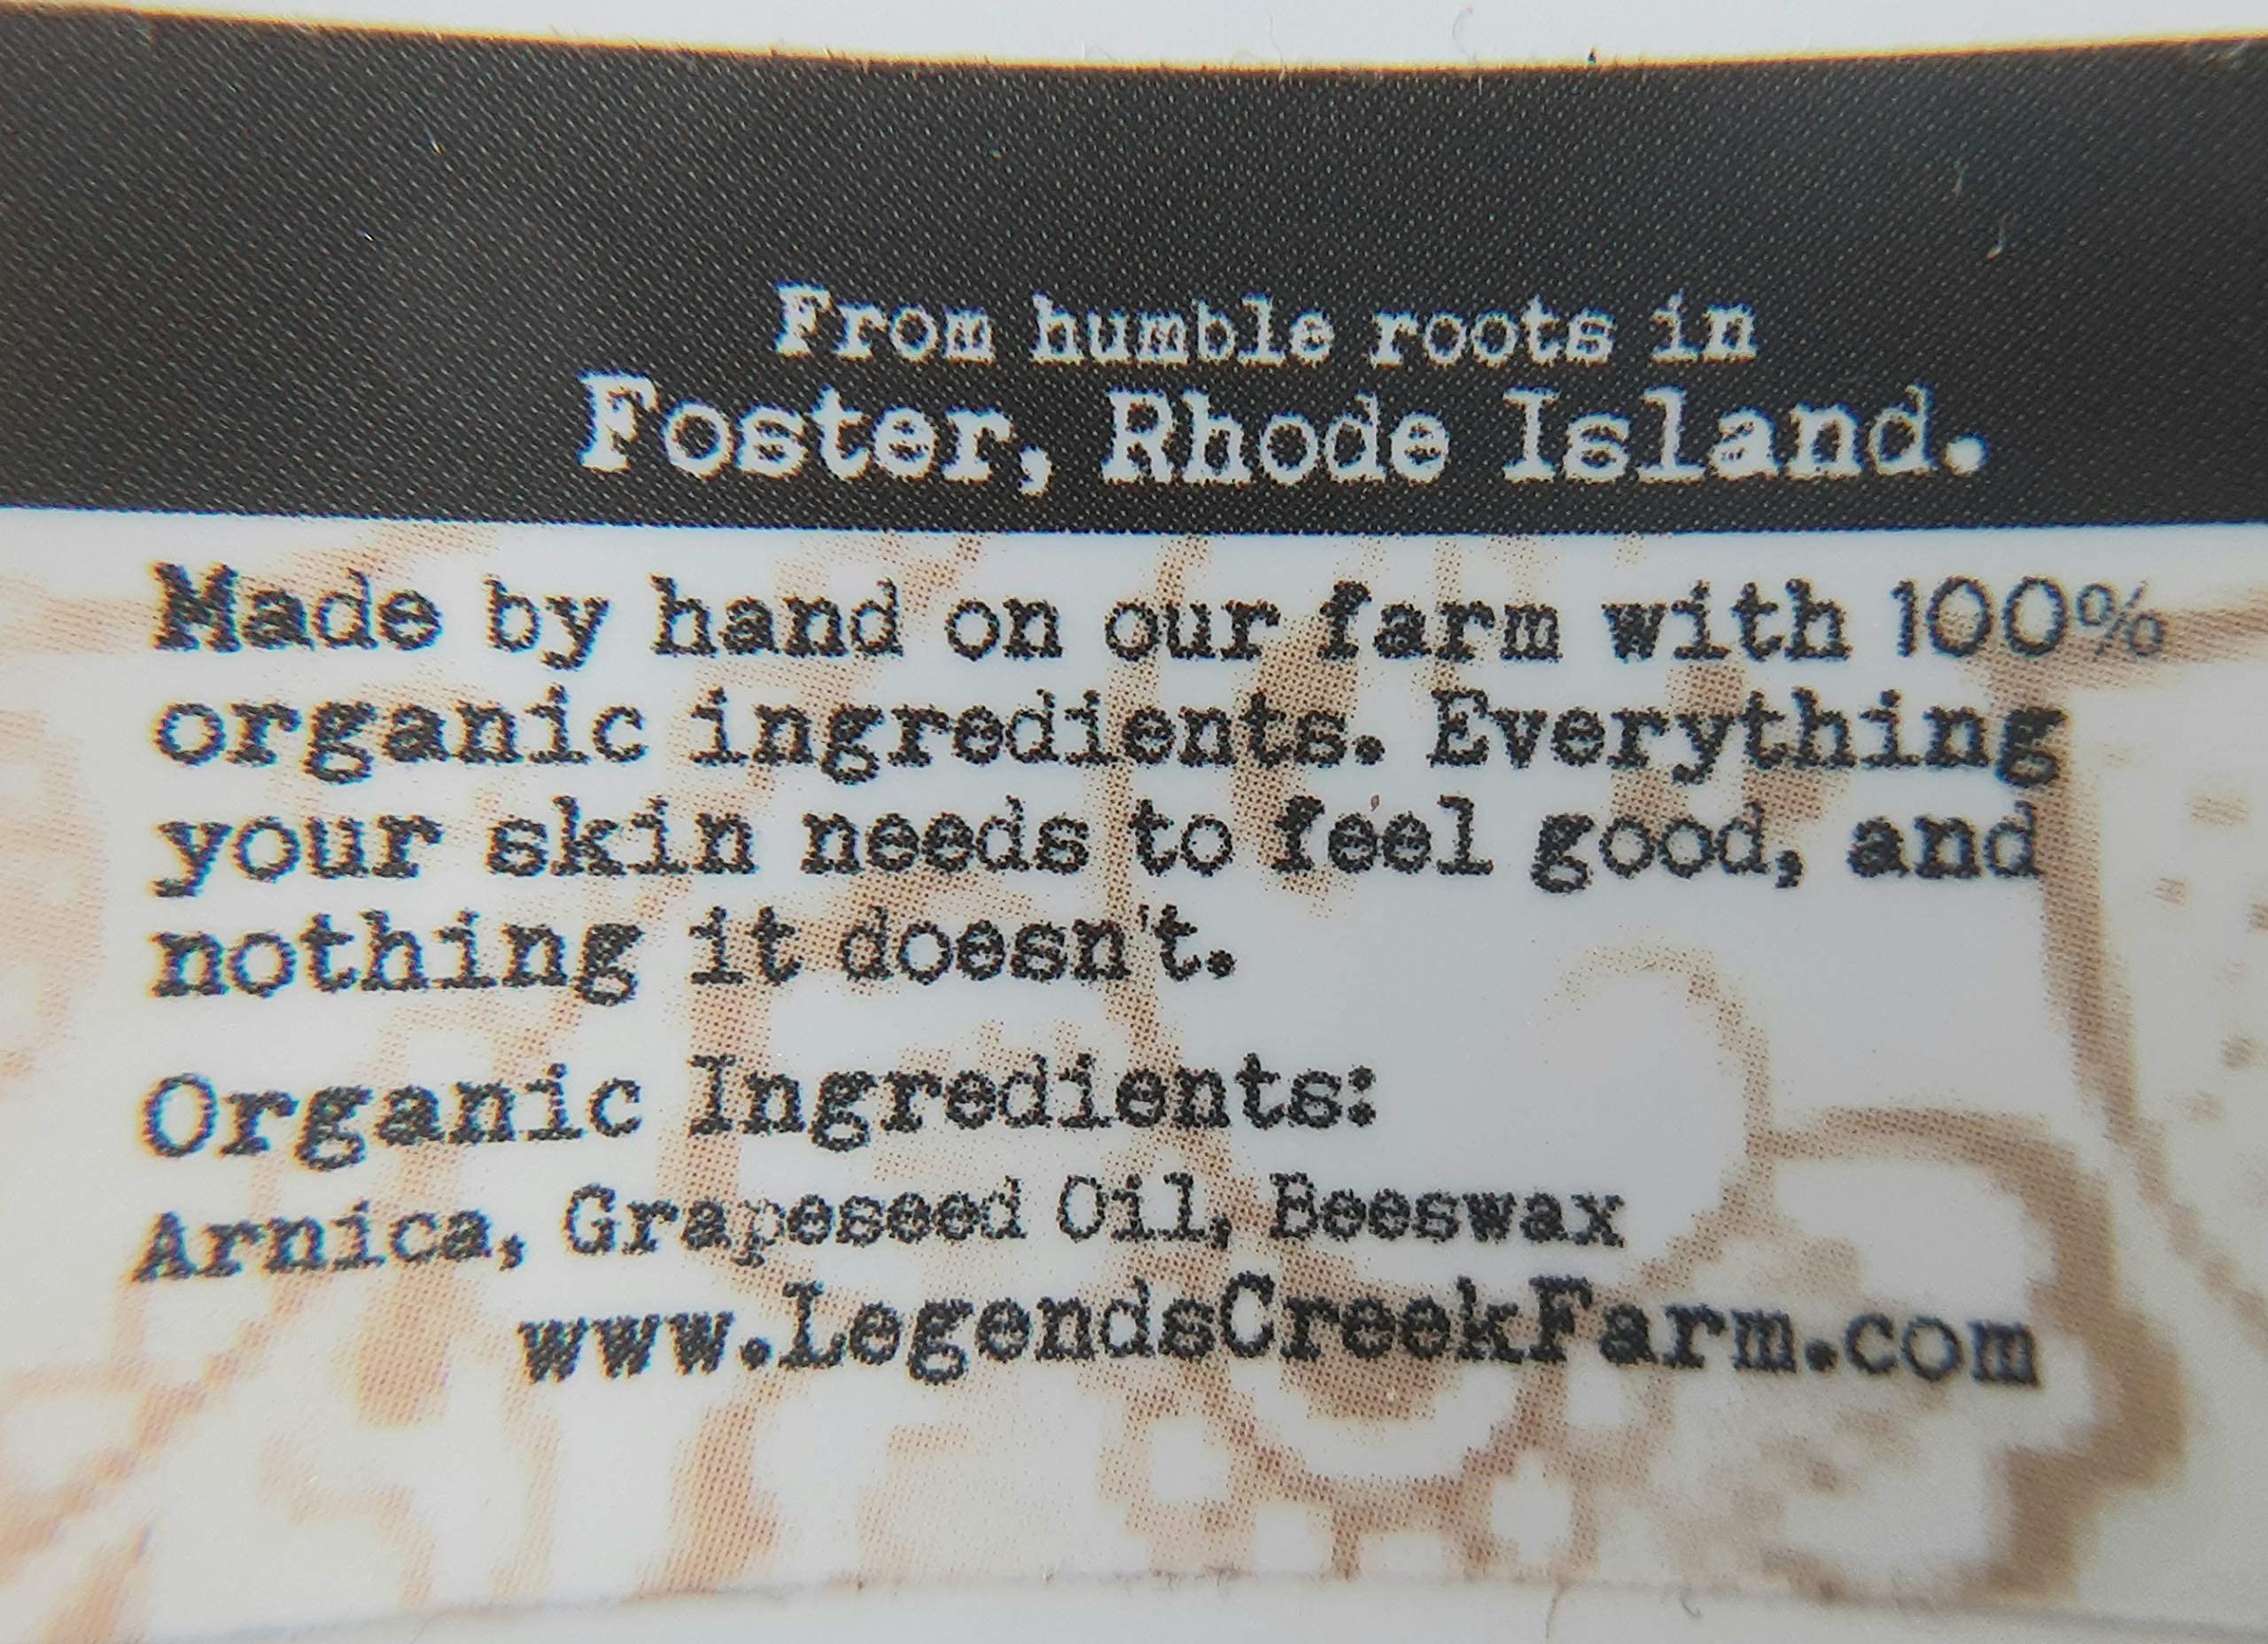 From humble roots in
Foster, Rhode Island.
Made by hand on our farm with 100%
organic ingredients. Everything
your skin needs to feel good, and
nothing it doesn't.
Organic Ingredients:
Arnica, Grapeseed Oil, Beeswax
www.LegendsCreekFarm.com